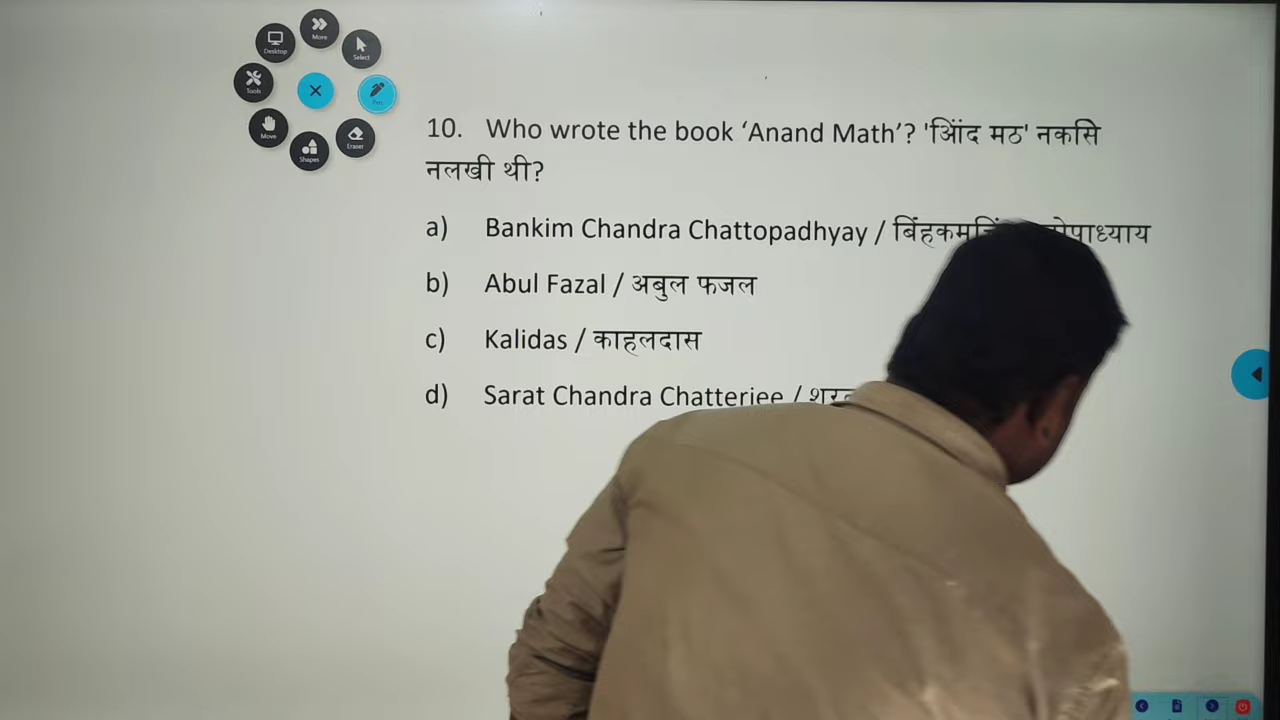 More
Desktop
Select
Tools
Pen
Move
Eraser
Shapes
10. Who wrote the book ‘Anand Math’? 'आिंद मठ' नकसिे
नलखी थी?
a) Bankim Chandra Chattopadhyay /
b) Abul Fazal / अबुल फजल
c) Kalidas / काहलदास
d) Sarat Chandra Chatterjee /